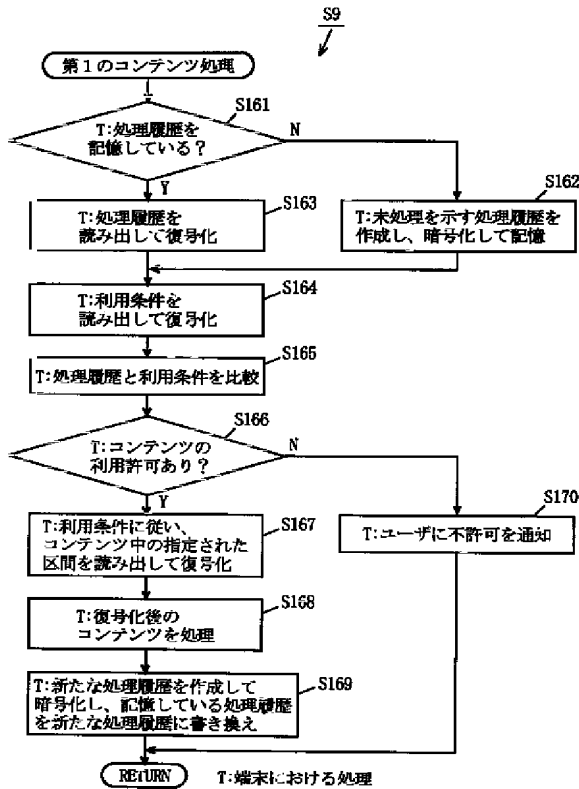 S9
第1のコンテンツ処理
S161
T:処理履歴を
記憶している？
N
Y
S162
T:未処理を示す処理履歴を
作成し、暗号化して記憶
S163
T:処理履歴を
読み出して復号化
S164
T:利用条件を
読み出して復号化
S165
T:処理履歴と利用条件を比較
S166
T:コンテンツの
利用許可あり？
N
Y
S167
T:利用条件に従い、
コンテンツ中の指定された
区間を読み出して復号化
S170
T:ユーザに不許可を通知
S168
T:復号化後の
コンテンツを処理
S169
T:新たな処理履歴を作成して
暗号化し、記憶している処理履歴
を新たな処理履歴に書き換え
RETURN
T:端末における処理